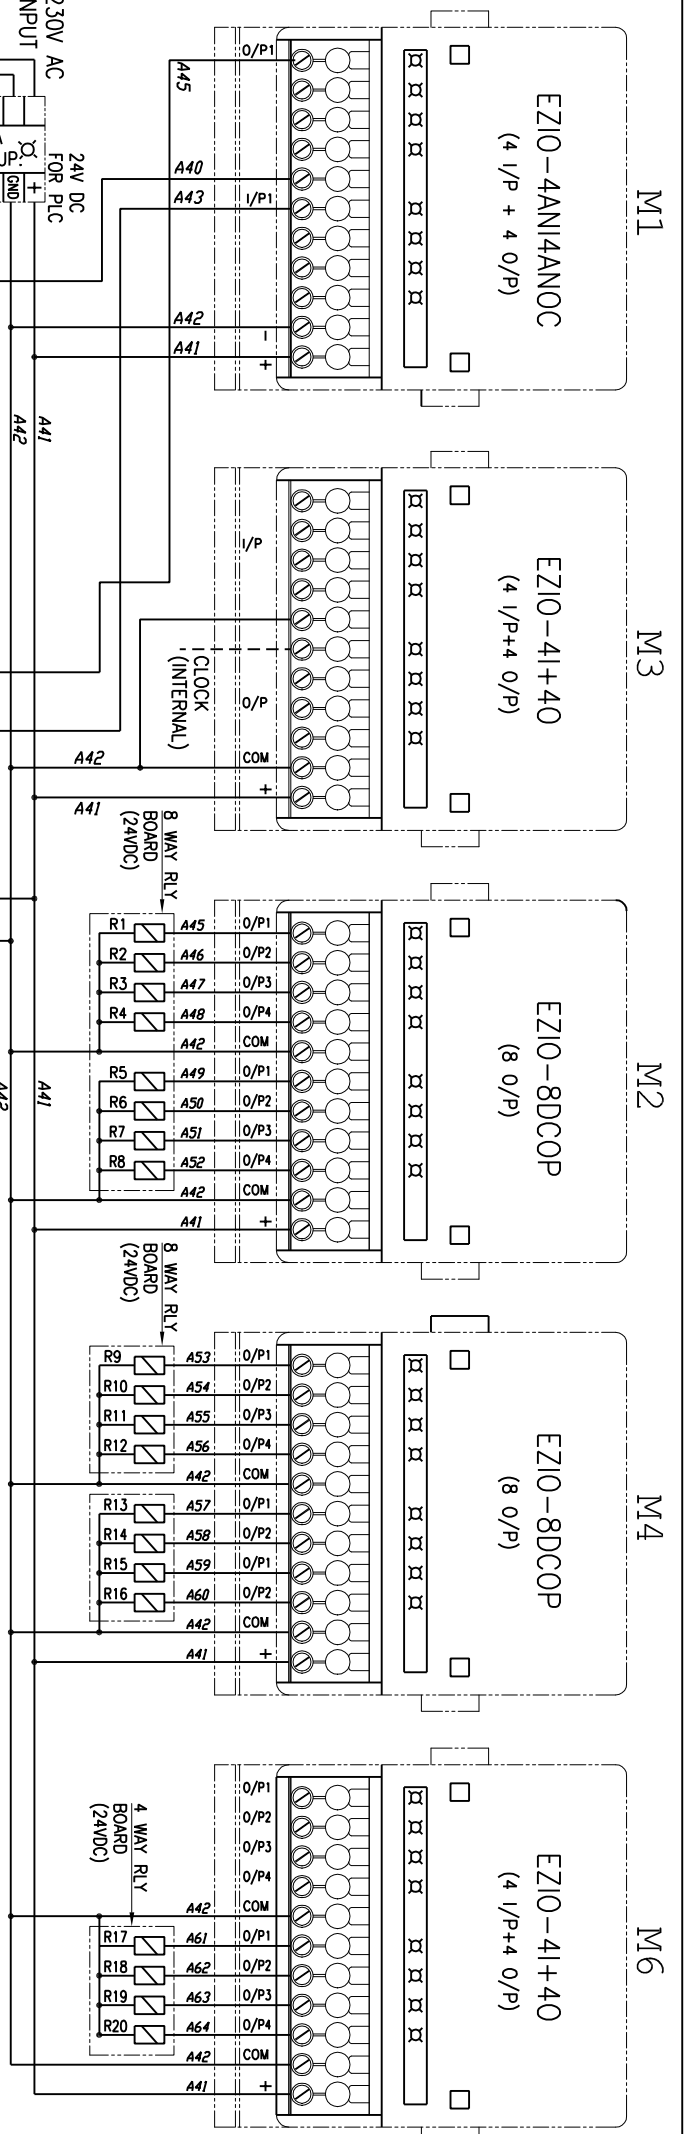 M1
EZIO-4ANI4ANOC
(4 I/P + 4 O/P)
O/P1
A45
A40
A43
I/P1
A42
-
A41
+
230V AC
INPUT
24V DC
FOR PLC
+
GND
A41
A42
M3
EZIO-4I+4O
(4 I/P+4 O/P)
I/P
CLOCK
(INTERNAL)
O/P
COM
A42
+
A41
M2
EZIO-8DCOP
(8 O/P)
8 WAY RLY
BOARD
(24VDC)
R1 A45 O/P1
R2 A46 O/P2
R3 A47 O/P3
R4 A48 O/P4
A42 COM
R5 A49 O/P1
R6 A50 O/P2
R7 A51 O/P3
R8 A52 O/P4
A42 COM
A41 +
A41
A42
M4
EZIO-8DCOP
(8 O/P)
8 WAY RLY
BOARD
(24VDC)
R9 A53 O/P1
R10 A54 O/P2
R11 A55 O/P3
R12 A56 O/P4
A42 COM
R13 A57 O/P1
R14 A58 O/P2
R15 A59 O/P1
R16 A60 O/P2
A42 COM
A41 +
M6
EZIO-4I+4O
(4 I/P+4 O/P)
O/P1
O/P2
O/P3
O/P4
4 WAY RLY
BOARD
(24VDC)
A42 COM
R17 A61 O/P1
R18 A62 O/P2
R19 A63 O/P3
R20 A64 O/P4
A42 COM
A41 +